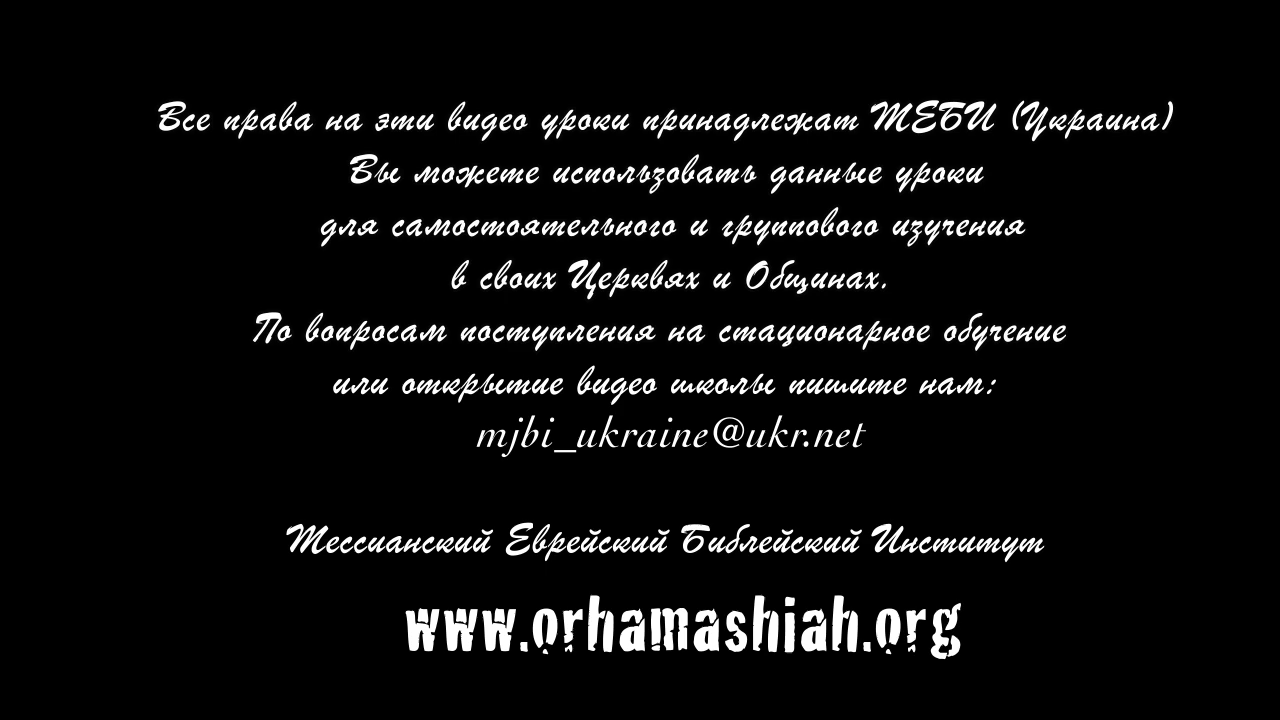 Все права на эти видео уроки принадлежат МЕБИ (Украина)
Вы можете использовать данные уроки
для самостоятельного и группового изучения
в своих Церквях и Общинах.
По вопросам поступления на стационарное обучение
или открытие видео школы пишите нам:
mjbi_ukraine@ukr.net
Мессианский Еврейский Библейский Институт
www.orhamashiah.org